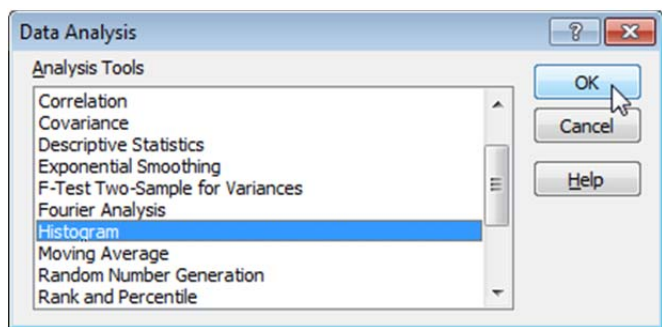 Data Analysis
?
Analysis Tools
Correlation
Covariance
Descriptive Statistics
Exponential Smoothing
F-Test Two-Sample for Variances
Fourier Analysis
Histogram
Moving Average
Random Number Generation
Rank and Percentile
OK
Cancel
Help